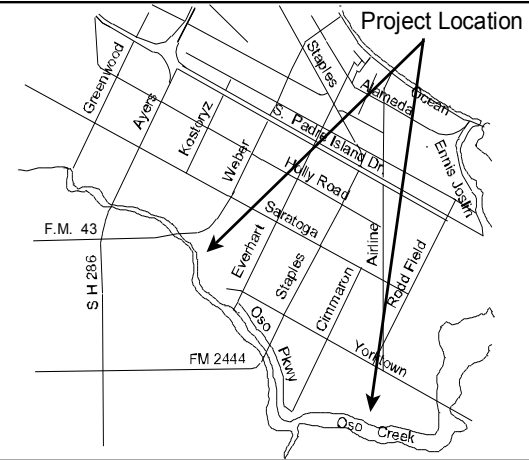 Project Location
Staples
Greenwood
Ayers
Alameda
Ocean
Kostoryz
S. Padre Island Dr.
Ennis Joslin
Weber
Holly Road
Saratoga
F.M. 43
S H 286
Everhart
Staples
Cimmaron
Airline
Rodd Field
Oso
Pkwy
FM 2444
Yorktown
Oso Creek